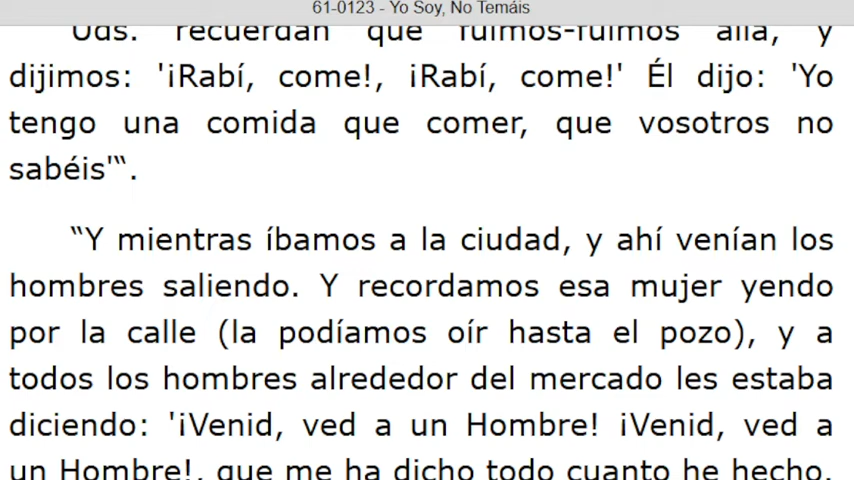 61-0123 - Yo Soy, No Temáis
Uds. recuerdan que fuimos-fuimos allá, y
dijimos: '¡Rabí, come!, ¡Rabí, come!' Él dijo: 'Yo
tengo una comida que comer, que vosotros no
sabéis'“.
“Y mientras íbamos a la ciudad, y ahí venían los
hombres saliendo. Y recordamos esa mujer yendo
por la calle (la podíamos oír hasta el pozo), y a
todos los hombres alrededor del mercado les estaba
diciendo: '¡Venid, ved a un Hombre! ¡Venid, ved a
un Hombre!, que me ha dicho todo cuanto he hecho.